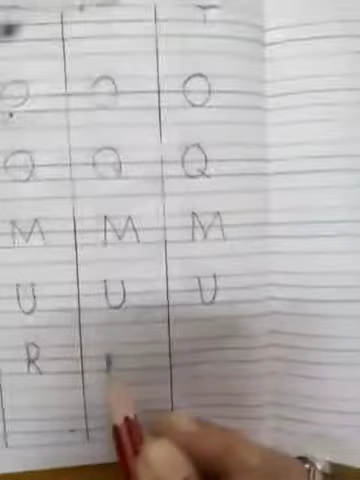 O O O
Q Q Q
M M M
U U U
R